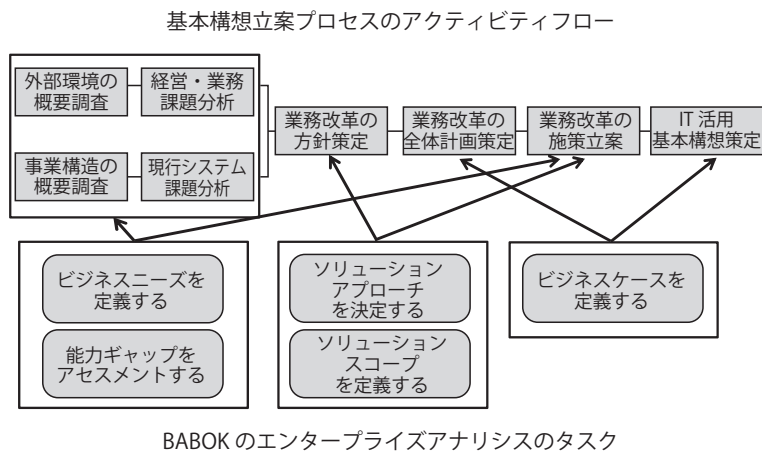 基本構想立案プロセスのアクティビティフロー
外部環境の
概要調査
経営・業務
課題分析
事業構造の
概要調査
現行システム
課題分析
業務改革の
方針策定
業務改革の
全体計画策定
業務改革の
施策立案
IT 活用
基本構想策定
ビジネスニーズを
定義する
能力ギャップを
アセスメントする
ソリューション
アプローチ
を決定する
ソリューション
スコープ
を定義する
ビジネスケースを
定義する
BABOK のエンタープライズアナリシスのタスク